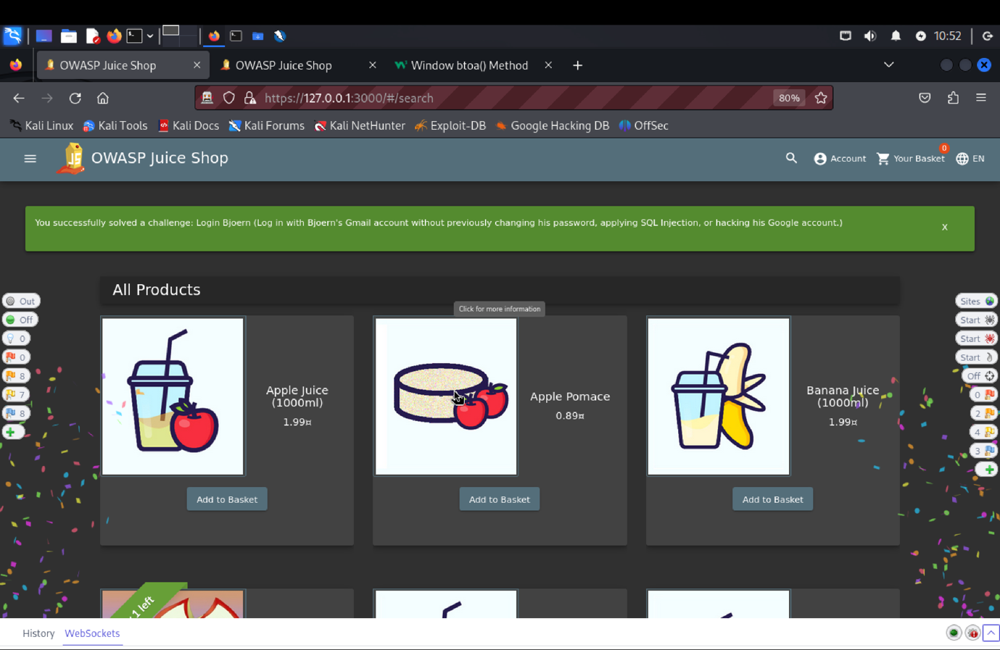 10:52
OWASP Juice Shop
OWASP Juice Shop
Window btoa() Method
https://127.0.0.1:3000/#/search
80%
Kali Linux
Kali Tools
Kali Docs
Kali Forums
Kali NetHunter
Exploit-DB
Google Hacking DB
OffSec
JS
OWASP Juice Shop
Account
0
Your Basket
EN
You successfully solved a challenge: Login Bjoern (Log in with Bjoern's Gmail account without previously changing his password, applying SQL Injection, or hacking his Google account.)
X
All Products
Click for more information
Out
Off
0
0
8
7
8
Sites
Start
Start
Start
Off
0
2
4
3
Apple Juice
(1000ml)
1.99¤
Add to Basket
Apple Pomace
0.89¤
Add to Basket
Banana Juice
(1000ml)
1.99¤
Add to Basket
1 left
History
WebSockets